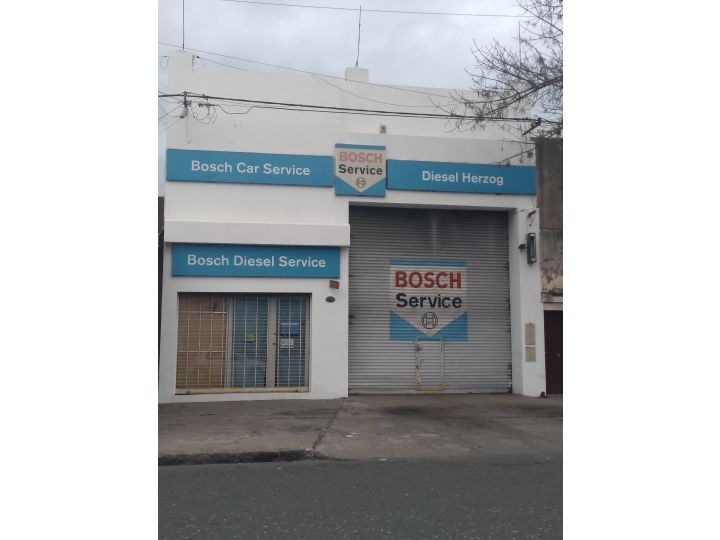 Bosch Car Service
BOSCH
Service
Diesel Herzog
Bosch Diesel Service
BOSCH
Service